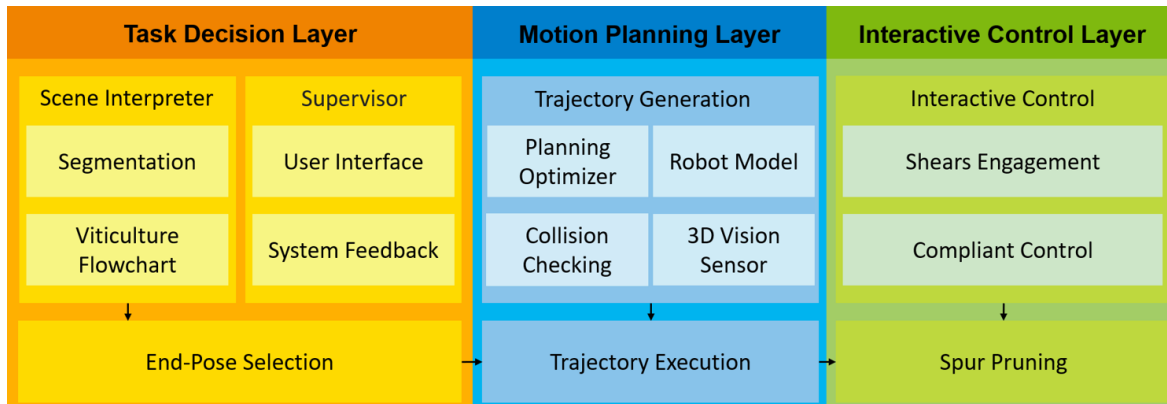 Task Decision Layer
Motion Planning Layer
Interactive Control Layer
Scene Interpreter
Supervisor
Trajectory Generation
Interactive Control
Segmentation
User Interface
Planning
Optimizer
Robot Model
Shears Engagement
Viticulture
Flowchart
System Feedback
Collision
Checking
3D Vision
Sensor
Compliant Control
End-Pose Selection
Trajectory Execution
Spur Pruning